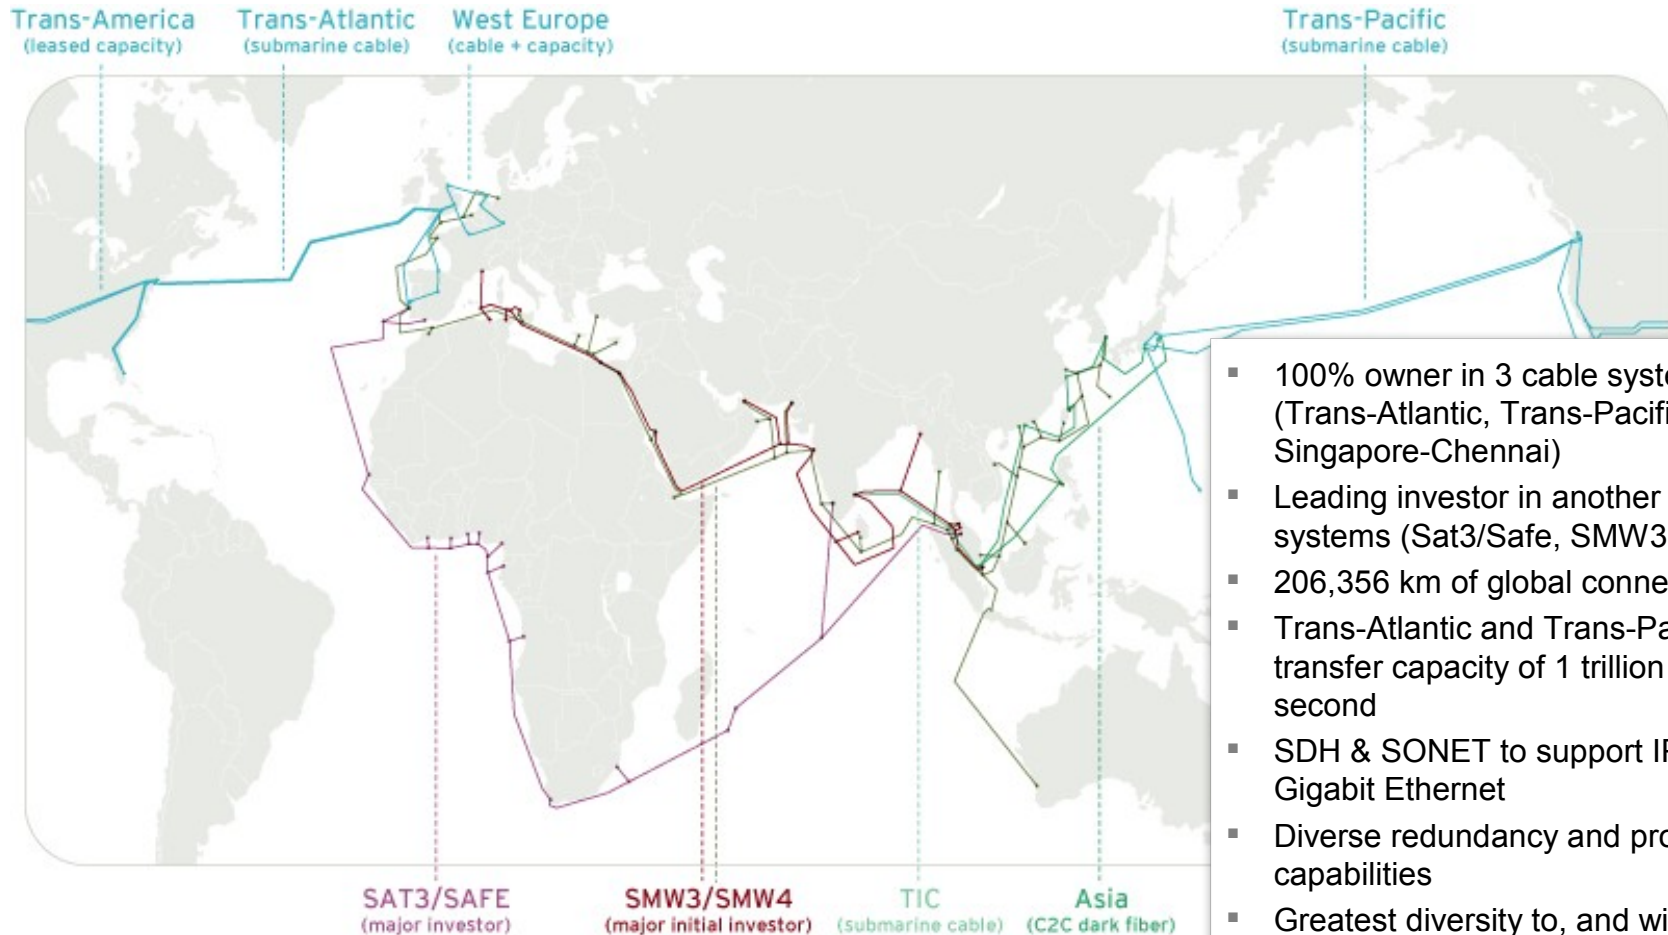 Trans-America
(leased capacity)
Trans-Atlantic
(submarine cable)
West Europe
(cable + capacity)
Trans-Pacific
(submarine cable)
▪ 100% owner in 3 cable syste
(Trans-Atlantic, Trans-Pacifi
Singapore-Chennai)
▪ Leading investor in another
systems (Sat3/Safe, SMW3
▪ 206,356 km of global conne
▪ Trans-Atlantic and Trans-Pa
transfer capacity of 1 trillion
second
▪ SDH & SONET to support IP
Gigabit Ethernet
▪ Diverse redundancy and pro
capabilities
▪ Greatest diversity to, and wi
SAT3/SAFE
(major investor)
SMW3/SMW4
(major initial investor)
TIC
(submarine cable)
Asia
(C2C dark fiber)